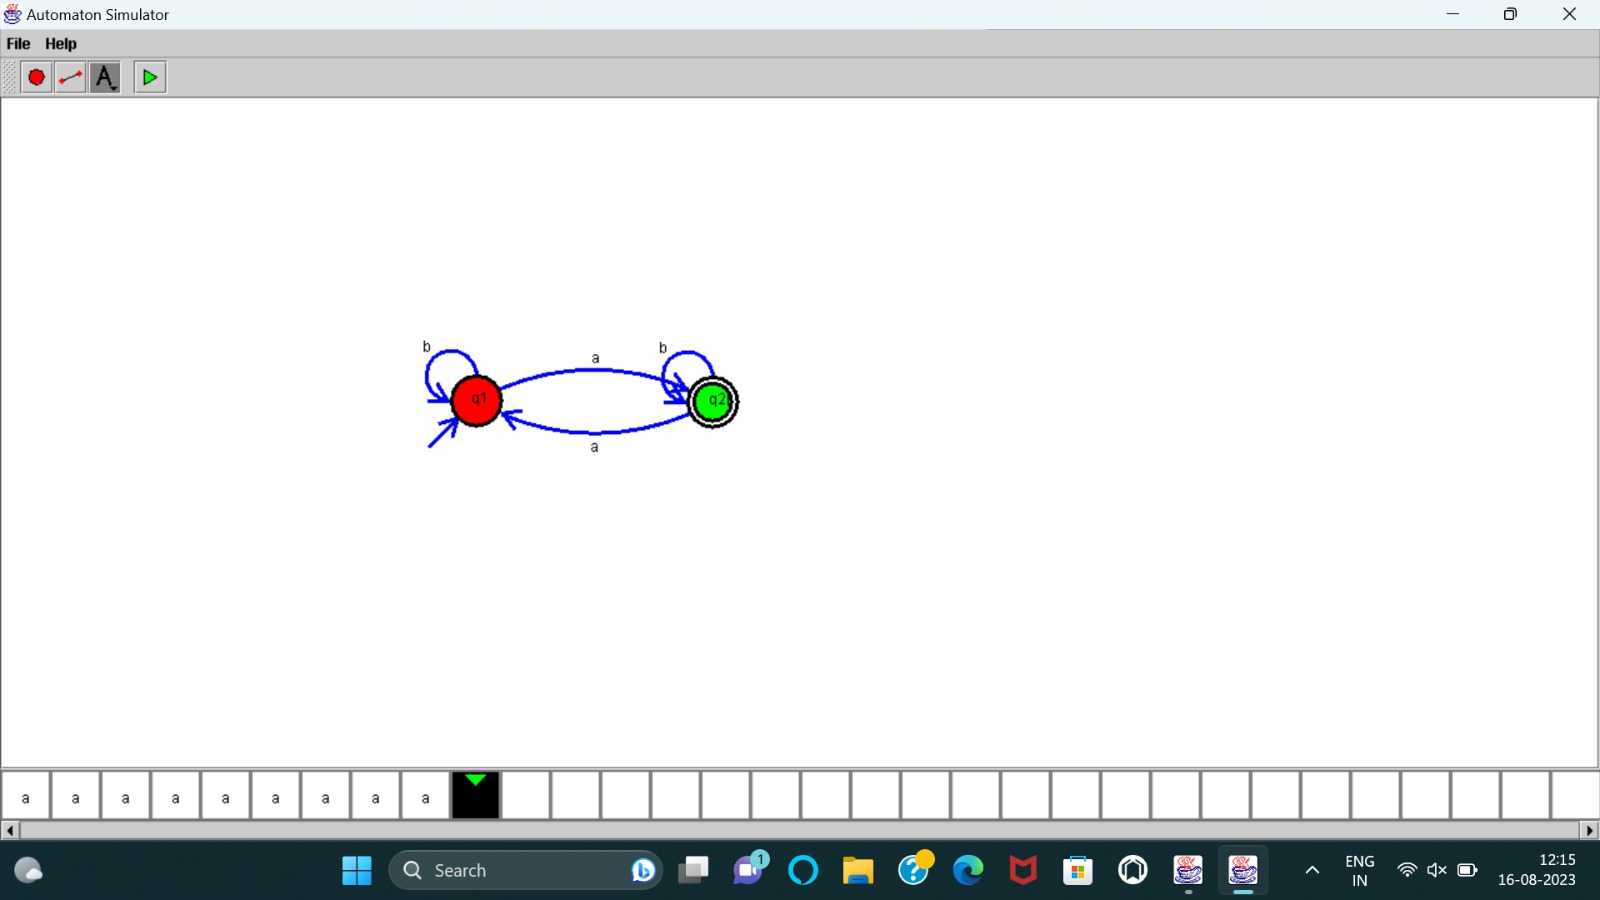 Automaton Simulator
File Help
A
b
a
b
q1
q2
a
a a a a a a a a a
Search
1
ENG
IN
12:15
16-08-2023